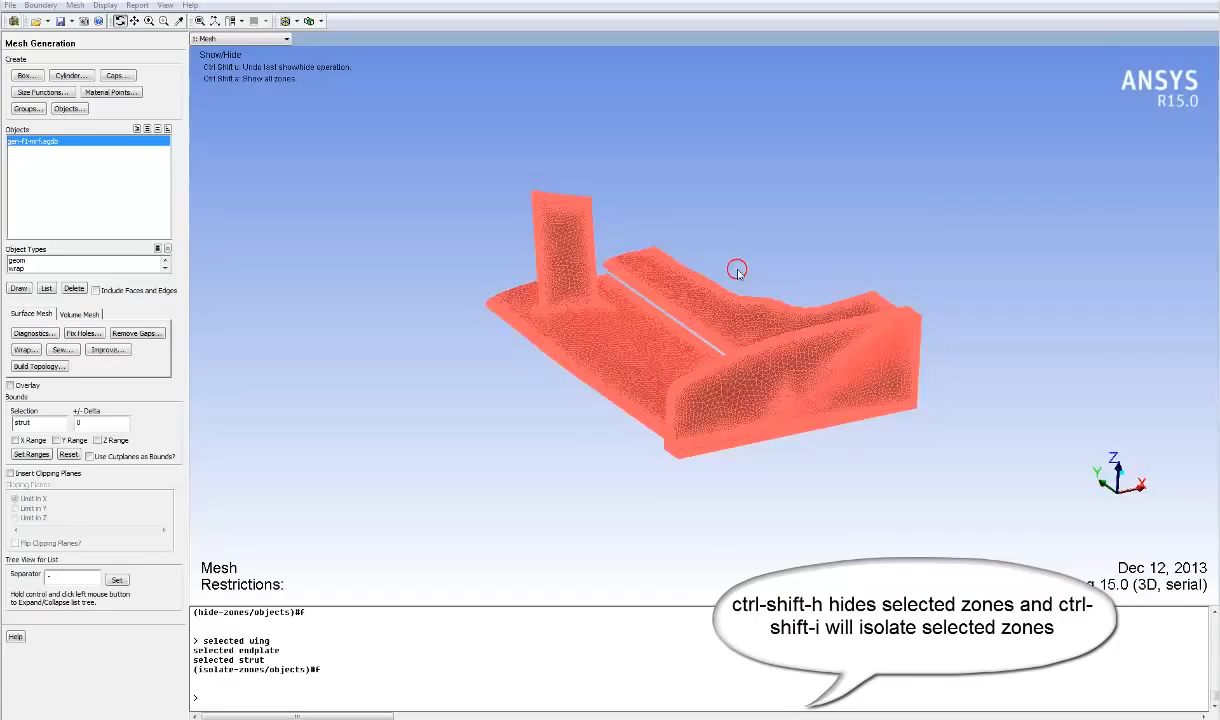 File Boundary Mesh Display Report View Help
1: Mesh
Mesh Generation
Create
Box... Cylinder... Caps...
Size Functions... Material Points...
Groups... Objects...
Objects
gen-f1-mrf.agdb
Object Types
geom
wrap
Draw List Delete Include Faces and Edges
Surface Mesh Volume Mesh
Diagnostics... Fix Holes... Remove Gaps...
Wrap... Sew... Improve...
Build Topology...
Overlay
Bounds
Selection +/- Delta
strut 0
X Range Y Range Z Range
Set Ranges Reset Use Cutplanes as Bounds?
Insert Clipping Planes
Clipping Planes
Limit in X
Limit in Y
Limit in Z
Flip Clipping Planes?
Tree View for List
Separator - Set
Hold control and click left mouse button
to Expand/Collapse list tree.
Help
Show/Hide
Ctrl Shift u: Undo last show/hide operation.
Ctrl Shift a: Show all zones.
ANSYS
R15.0
Z
Y
X
Mesh
Restrictions:
Dec 12, 2013
15.0 (3D, serial)
(hide-zones/objects)#f
> selected wing
selected endplate
selected strut
(isolate-zones/objects)#f
>
ctrl-shift-h hides selected zones and ctrl-
shift-i will isolate selected zones